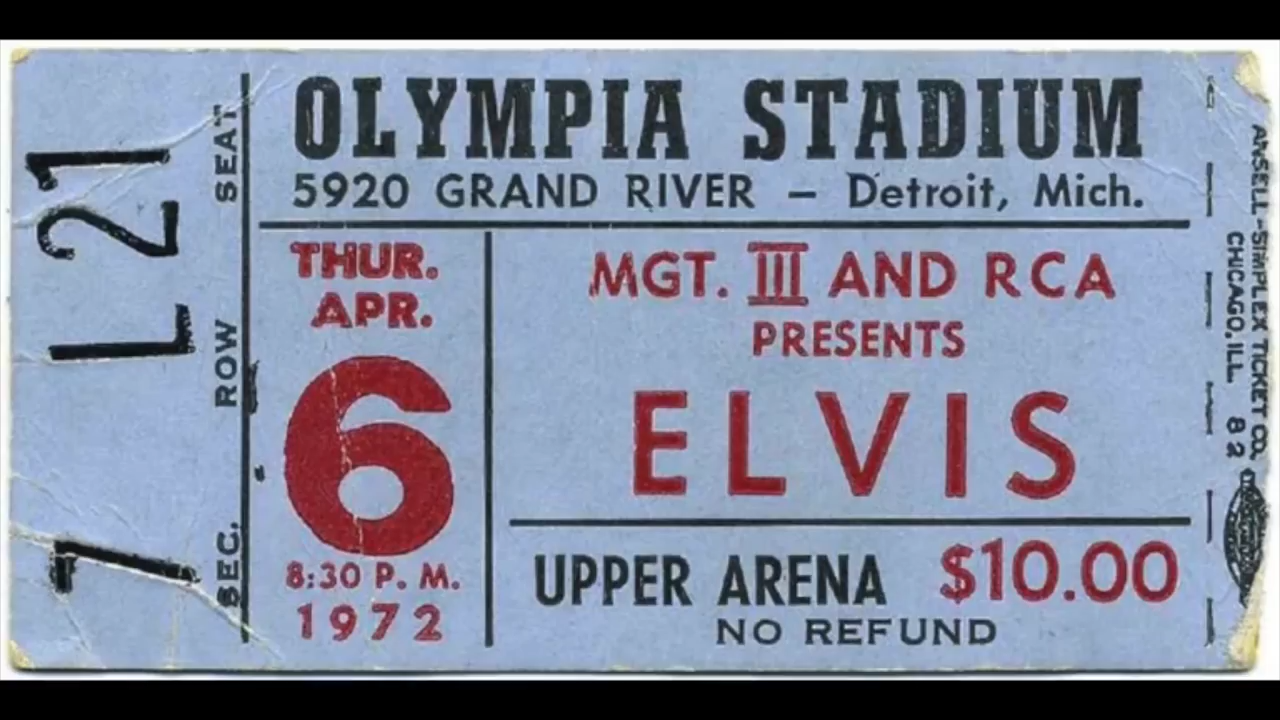 OLYMPIA STADIUM
5920 GRAND RIVER – Detroit, Mich.
THUR.
APR.
6
8:30 P. M.
1972
MGT. III AND RCA
PRESENTS
ELVIS
UPPER ARENA $10.00
NO REFUND
SEC. ROW SEAT
7 L 21
ANSELL-SIMPLEX TICKET CO.
CHICAGO, ILL. 82